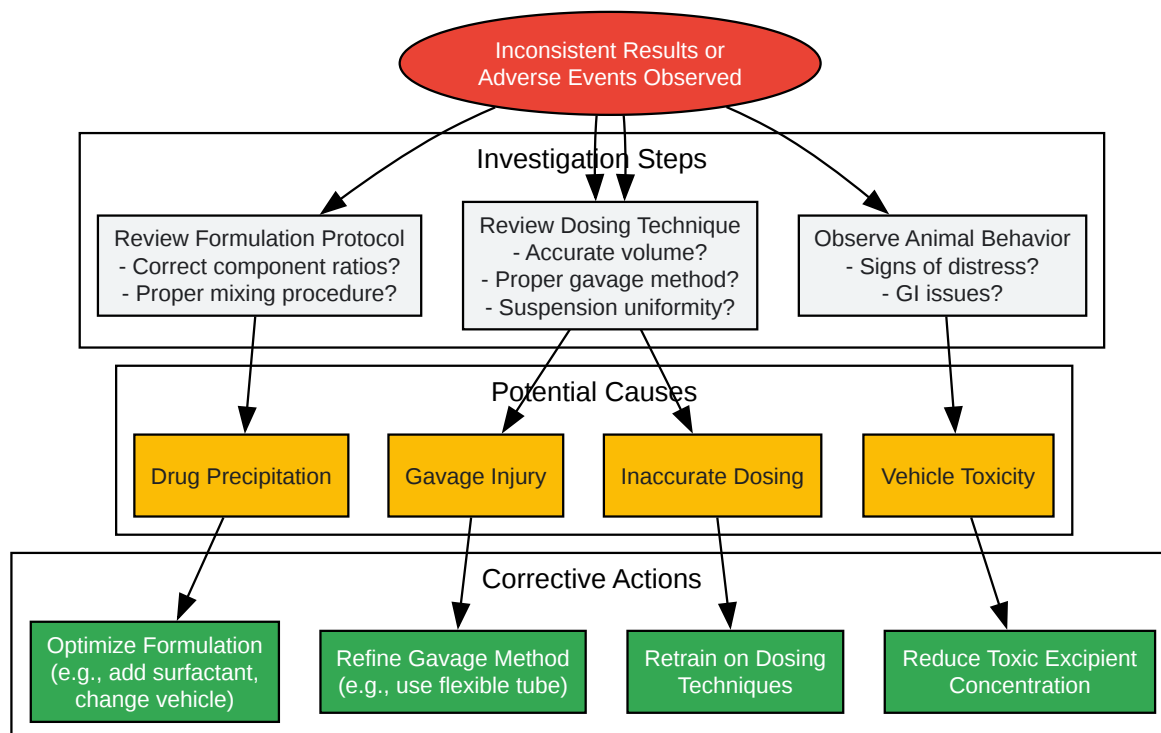 Inconsistent Results or
Adverse Events Observed
Investigation Steps
Review Formulation Protocol
- Correct component ratios?
- Proper mixing procedure?
Review Dosing Technique
- Accurate volume?
- Proper gavage method?
- Suspension uniformity?
Observe Animal Behavior
- Signs of distress?
- GI issues?
Potential Causes
Drug Precipitation
Gavage Injury
Inaccurate Dosing
Vehicle Toxicity
Corrective Actions
Optimize Formulation
(e.g., add surfactant,
change vehicle)
Refine Gavage Method
(e.g., use flexible tube)
Retrain on Dosing
Techniques
Reduce Toxic Excipient
Concentration